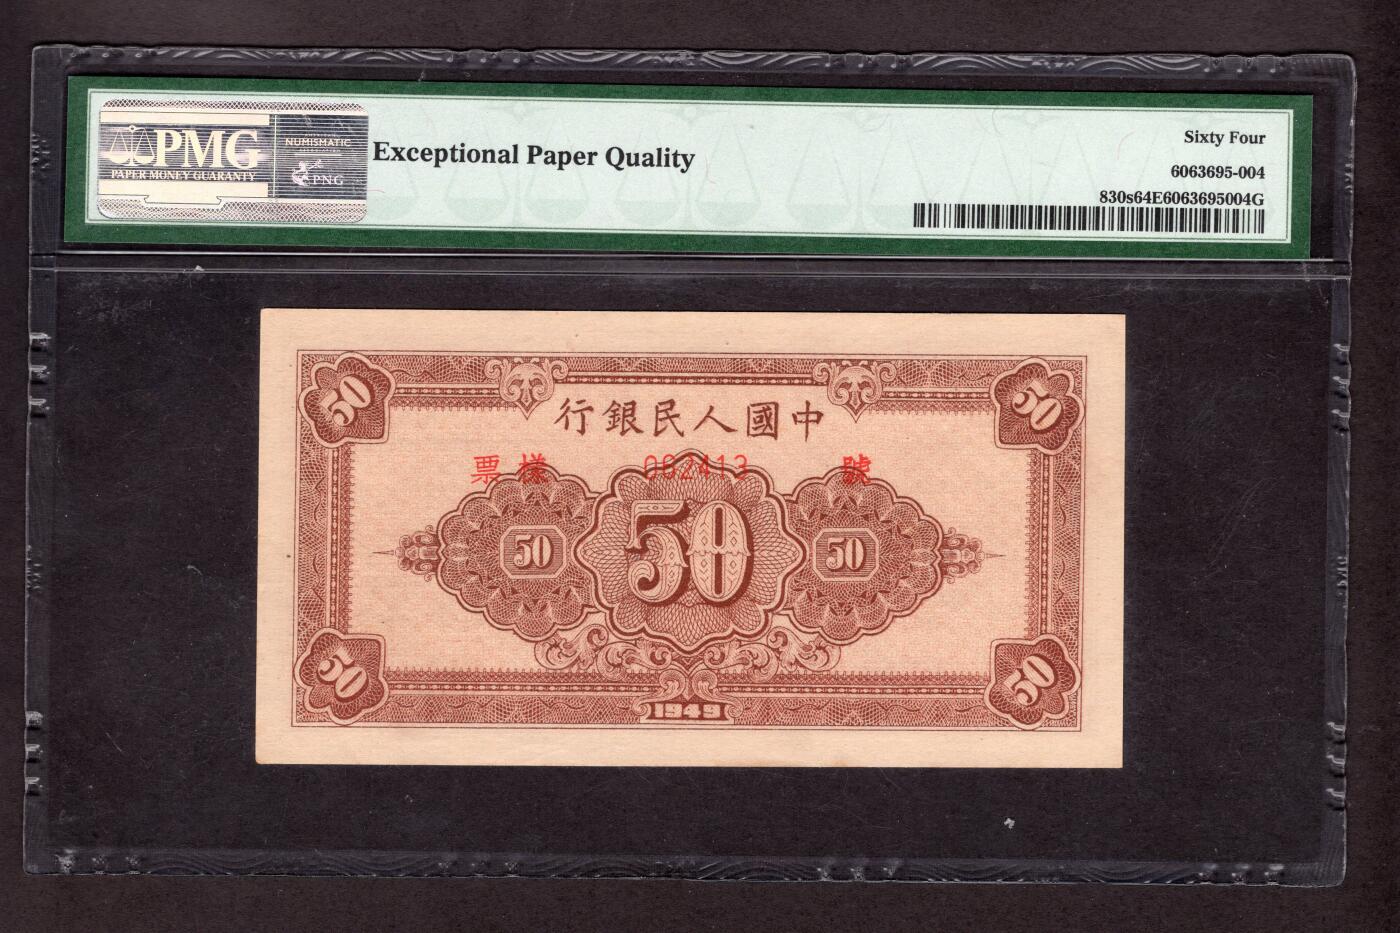 PMG
PAPER MONEY GUARANTY
NUMISMATIC
PNG
Exceptional Paper Quality
Sixty Four
6063695-004
830s64E6063695004G
50
50
行銀民人國中
票樣 002413 號
50
50
50
50
50
1949